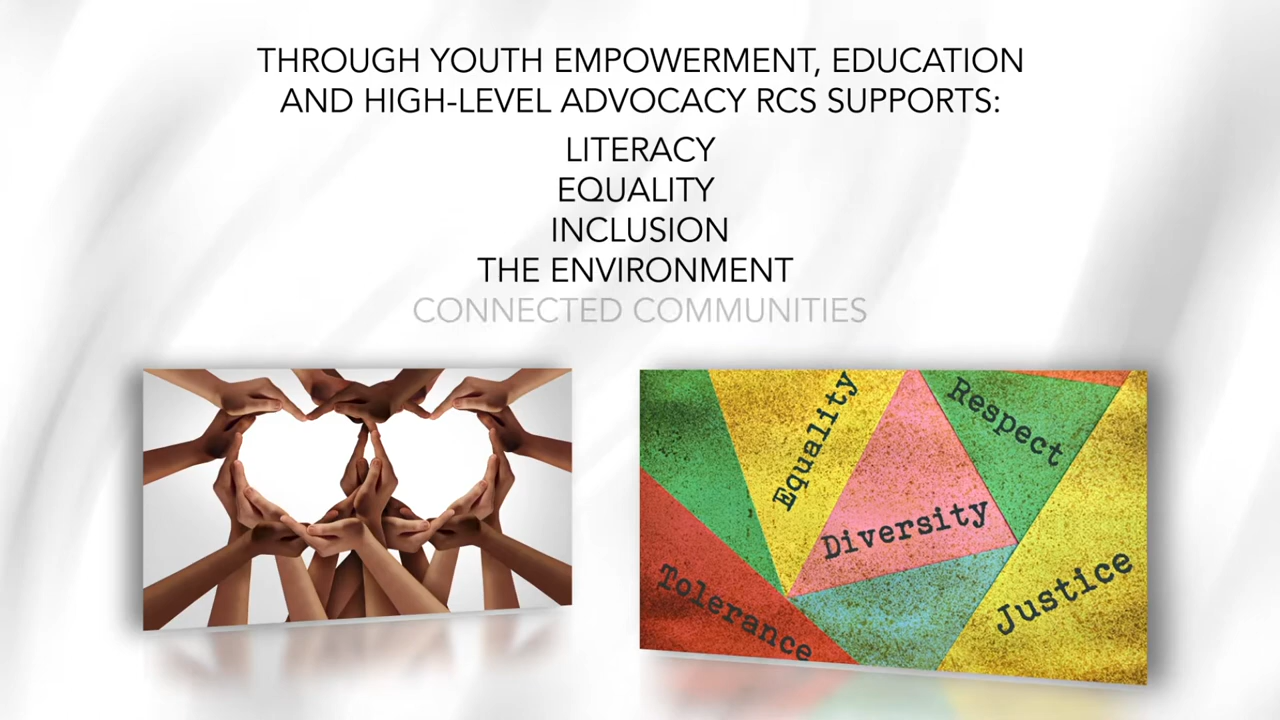 THROUGH YOUTH EMPOWERMENT, EDUCATION
AND HIGH-LEVEL ADVOCACY RCS SUPPORTS:
LITERACY
EQUALITY
INCLUSION
THE ENVIRONMENT
CONNECTED COMMUNITIES
Equality
Respect
Diversity
Tolerance
Justice